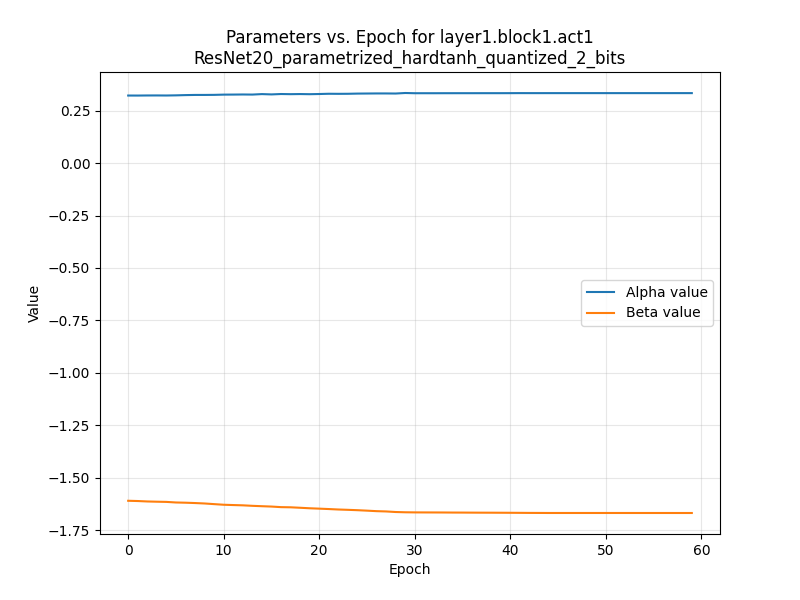 Parameters vs. Epoch for layer1.block1.act1
ResNet20_parametrized_hardtanh_quantized_2_bits
0.25
0.00
−0.25
−0.50
−0.75
−1.00
−1.25
−1.50
−1.75
Value
Alpha value
Beta value
0 10 20 30 40 50 60
Epoch